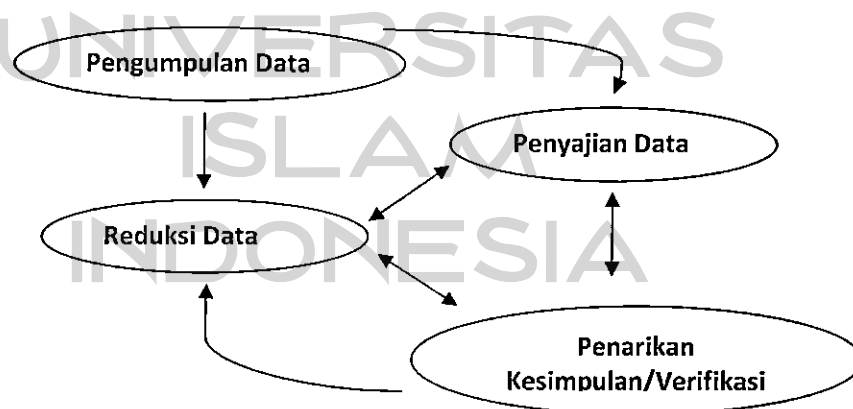 UNIVERSITAS
Pengumpulan Data
Penyajian Data
ISLAM
Reduksi Data
INDONESIA
Penarikan
Kesimpulan/Verifikasi